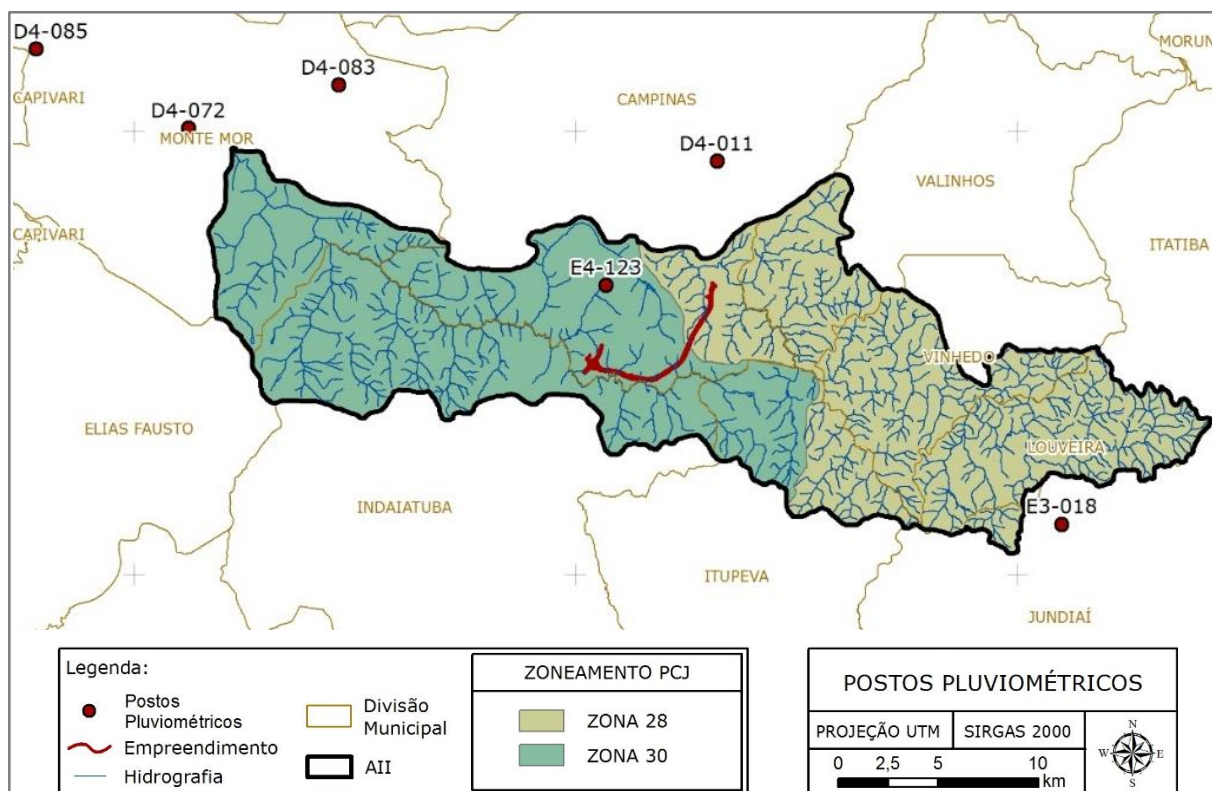 D4-085
D4-083
MORUN
CAPIVARI
CAMPINAS
D4-072
MONTE MOR
D4-011
VALINHOS
CAPIVARI
ITATIBA
E4-123
VINHEDO
ELIAS FAUSTO
LOUVEIRA
INDAIATUBA
E3-018
ITUPEVA
JUNDIAÍ
Legenda:
Postos
Pluviométricos
Empreendimento
Hidrografia
Divisão
Municipal
AII
ZONEAMENTO PCJ
ZONA 28
ZONA 30
POSTOS PLUVIOMÉTRICOS
PROJEÇÃO UTM
SIRGAS 2000
0 2,5 5 10
km
N
W E
S